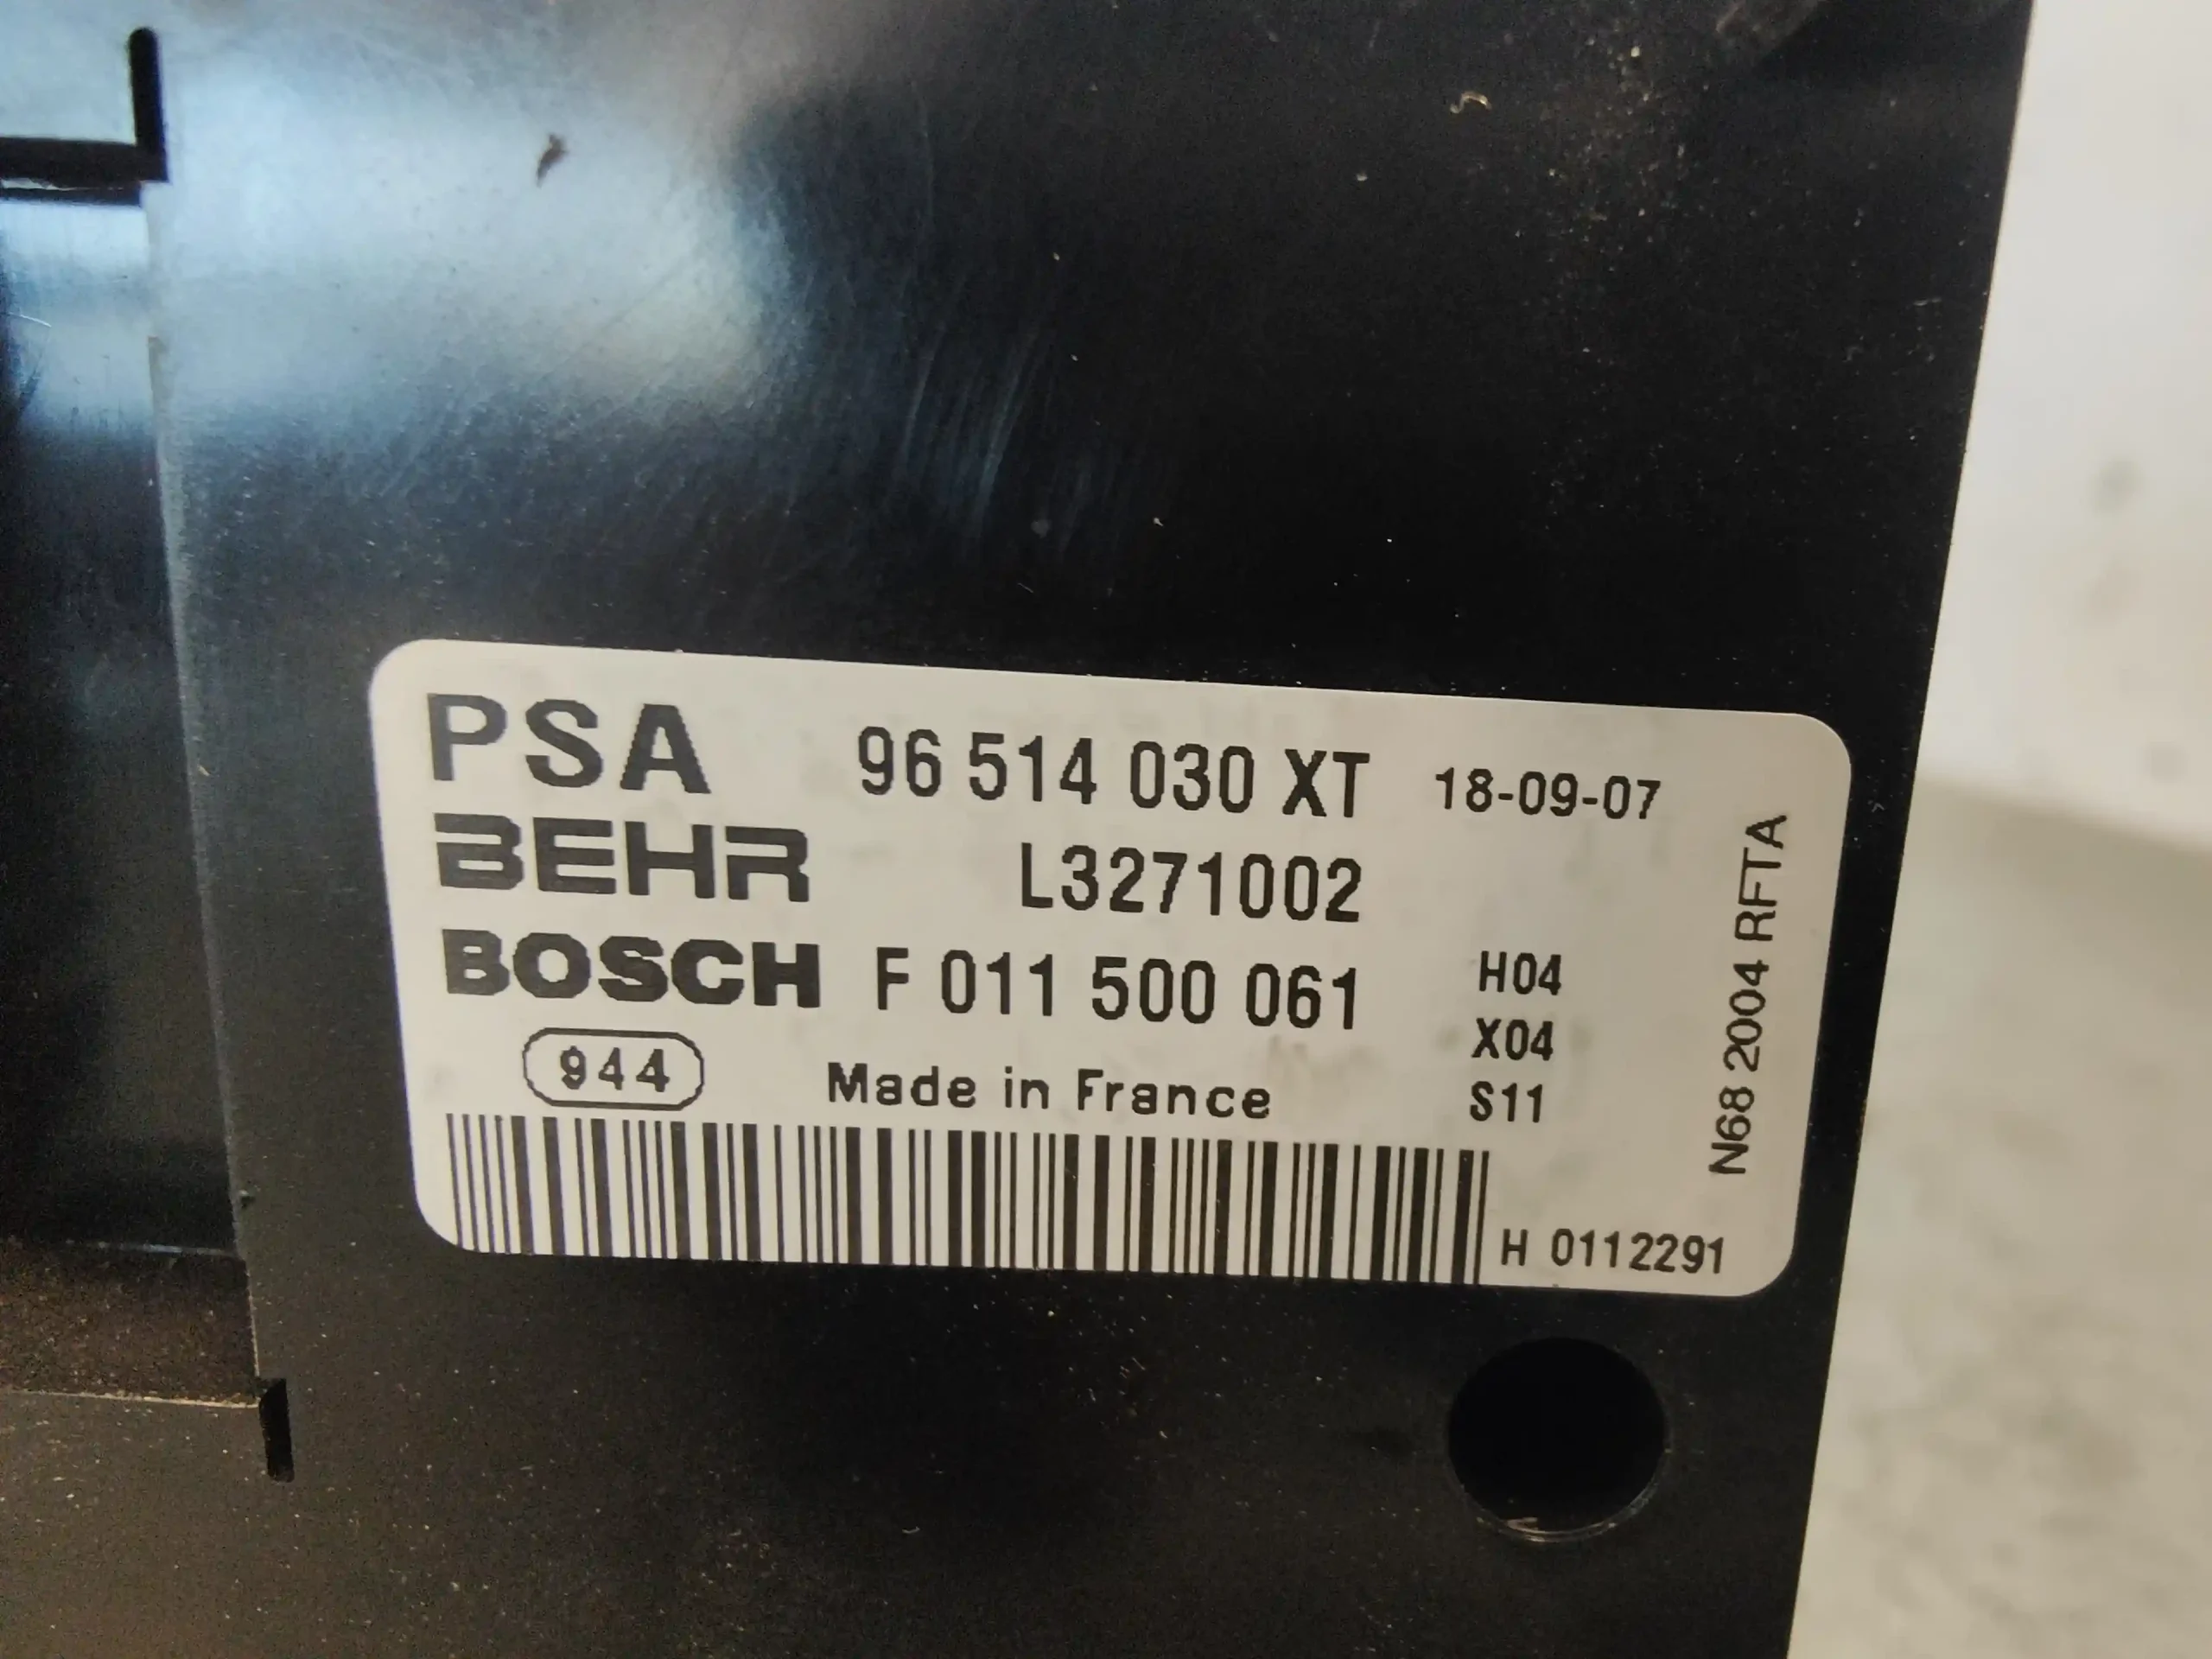 PSA 96 514 030 XT 18-09-07
BEHR L3271002
BOSCH F 011 500 061 H04
X04
944 Made in France S11
H 0112291
N68 2004 RFTA